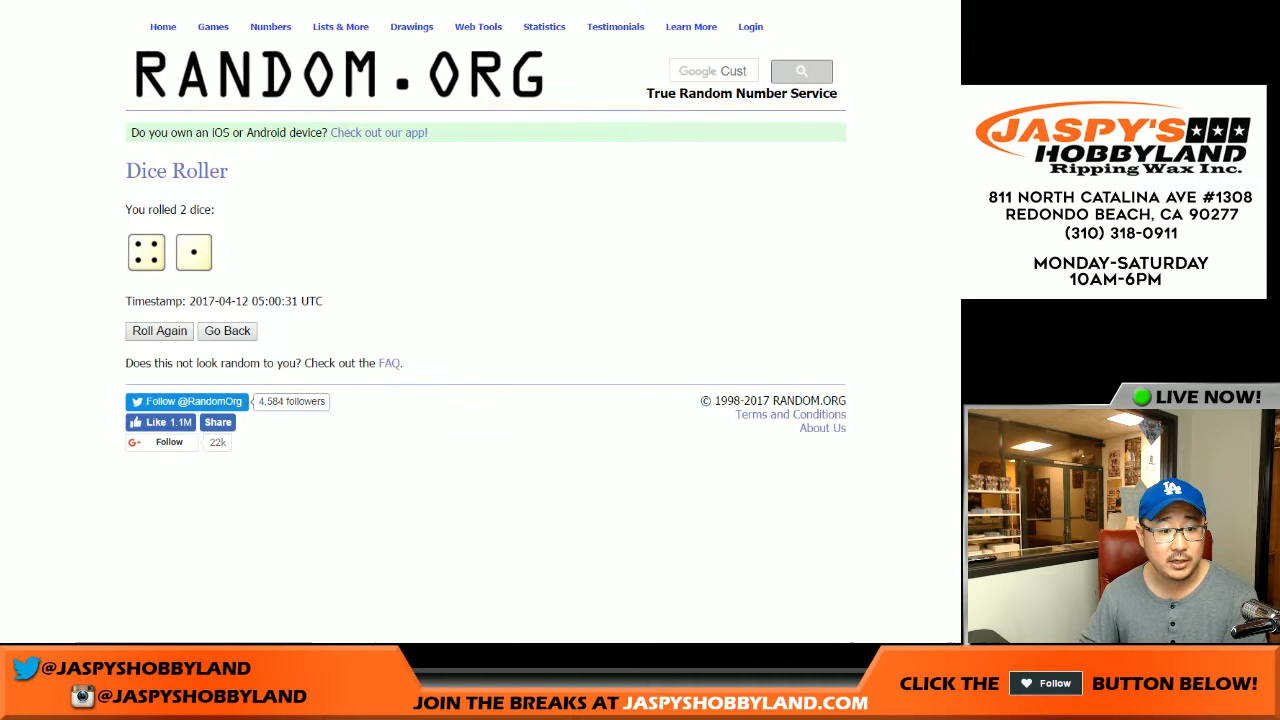 Home Games Numbers Lists & More Drawings Web Tools Statistics Testimonials Learn More Login
RANDOM.ORG
Google Cust
True Random Number Service
Do you own an iOS or Android device? Check out our app!
Dice Roller
You rolled 2 dice:
Timestamp: 2017-04-12 05:00:31 UTC
Roll Again Go Back
Does this not look random to you? Check out the FAQ.
Follow @RandomOrg 4,584 followers
Like 1.1M Share
G+ Follow 22k
© 1998-2017 RANDOM.ORG
Terms and Conditions
About Us
JASPY'S
HOBBYLAND
Ripping Wax Inc.
811 NORTH CATALINA AVE #1308
REDONDO BEACH, CA 90277
(310) 318-0911
MONDAY-SATURDAY
10AM-6PM
LIVE NOW!
LA
@JASPYSHOBBYLAND
@JASPYSHOBBYLAND
JOIN THE BREAKS AT JASPYSHOBBYLAND.COM
CLICK THE Follow BUTTON BELOW!